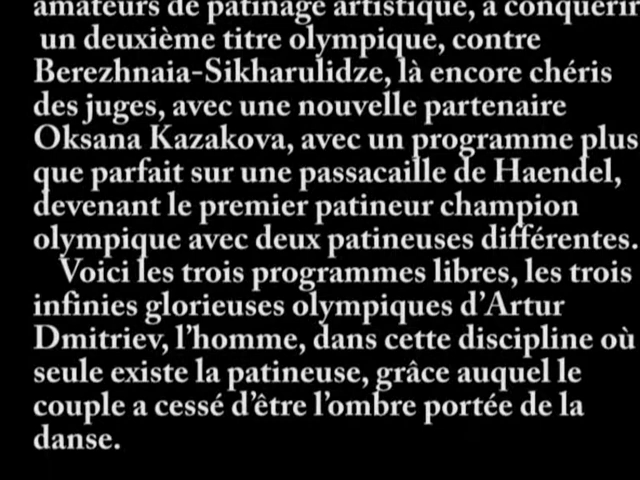 amateurs de patinage artistique, à conquérir
un deuxième titre olympique, contre
Berezhnaia-Sikharulidze, là encore chéris
des juges, avec une nouvelle partenaire
Oksana Kazakova, avec un programme plus
que parfait sur une passacaille de Haendel,
devenant le premier patineur champion
olympique avec deux patineuses différentes.
Voici les trois programmes libres, les trois
infinies glorieuses olympiques d'Artur
Dmitriev, l'homme, dans cette discipline où
seule existe la patineuse, grâce auquel le
couple a cessé d'être l'ombre portée de la
danse.